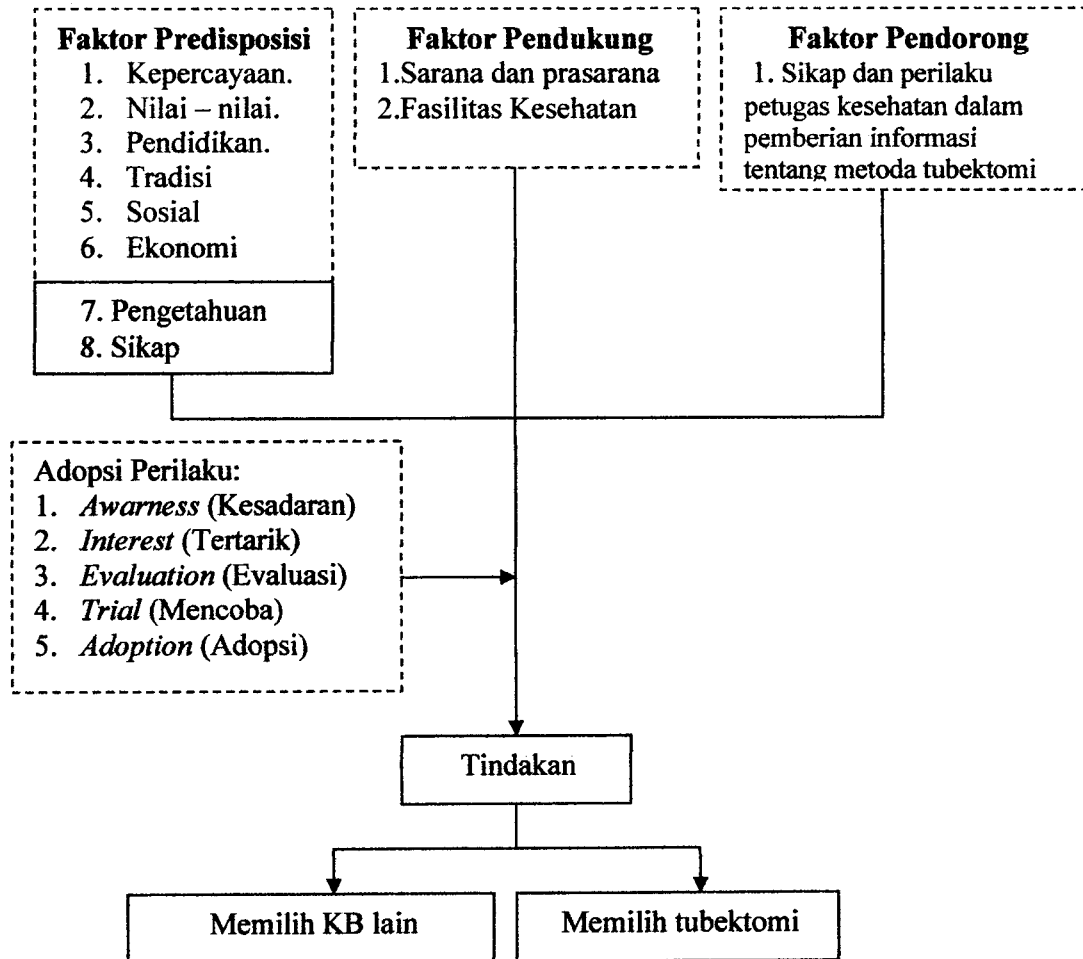 Faktor Predisposisi
1. Kepercayaan.
2. Nilai – nilai.
3. Pendidikan.
4. Tradisi
5. Sosial
6. Ekonomi
7. Pengetahuan
8. Sikap
Faktor Pendukung
1.Sarana dan prasarana
2.Fasilitas Kesehatan
Faktor Pendorong
1. Sikap dan perilaku
petugas kesehatan dalam
pemberian informasi
tentang metoda tubektomi
Adopsi Perilaku:
1. Awarness (Kesadaran)
2. Interest (Tertarik)
3. Evaluation (Evaluasi)
4. Trial (Mencoba)
5. Adoption (Adopsi)
Tindakan
Memilih KB lain
Memilih tubektomi